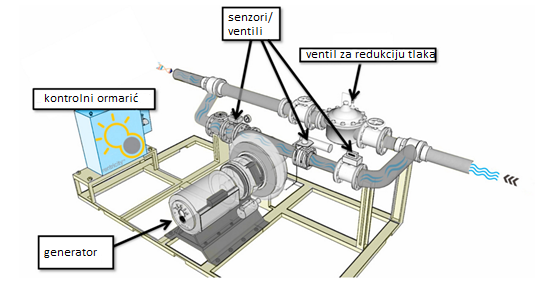 senzori/
ventili
ventil za redukciju tlaka
kontrolni ormarić
generator